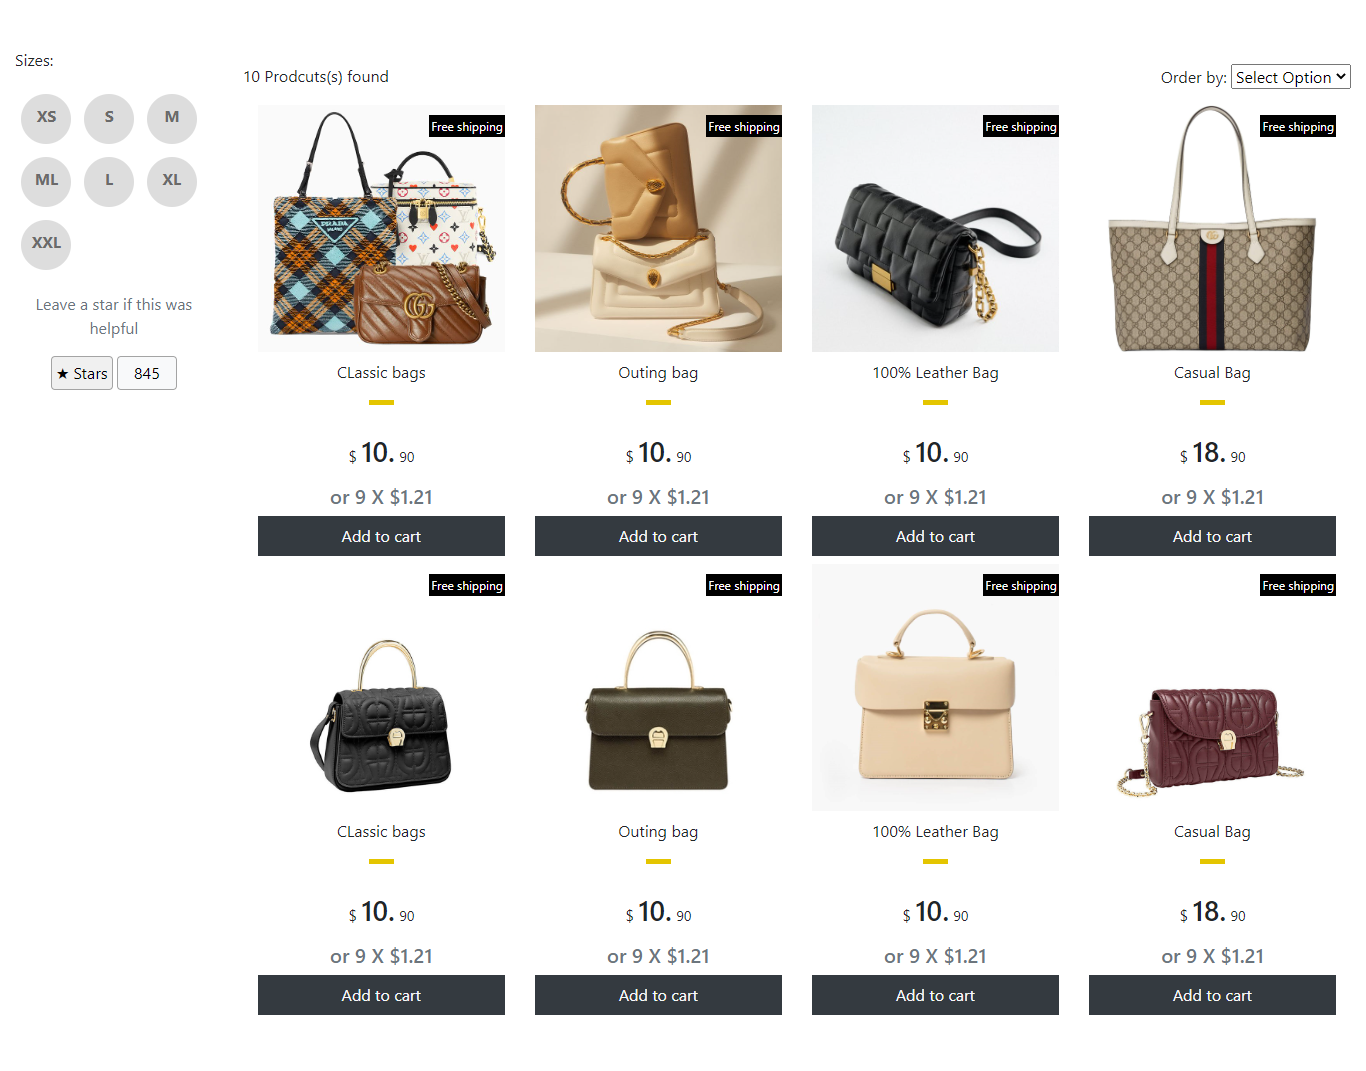 Sizes:
XS S M
ML L XL
XXL
Leave a star if this was
helpful
★ Stars 845
10 Prodcuts(s) found
Order by: Select Option
Free shipping Free shipping Free shipping Free shipping
PRADA
MILANO
CLassic bags Outing bag 100% Leather Bag Casual Bag
$ 10. 90 $ 10. 90 $ 10. 90 $ 18. 90
or 9 X $1.21 or 9 X $1.21 or 9 X $1.21 or 9 X $1.21
Add to cart Add to cart Add to cart Add to cart
Free shipping Free shipping Free shipping Free shipping
CLassic bags Outing bag 100% Leather Bag Casual Bag
$ 10. 90 $ 10. 90 $ 10. 90 $ 18. 90
or 9 X $1.21 or 9 X $1.21 or 9 X $1.21 or 9 X $1.21
Add to cart Add to cart Add to cart Add to cart